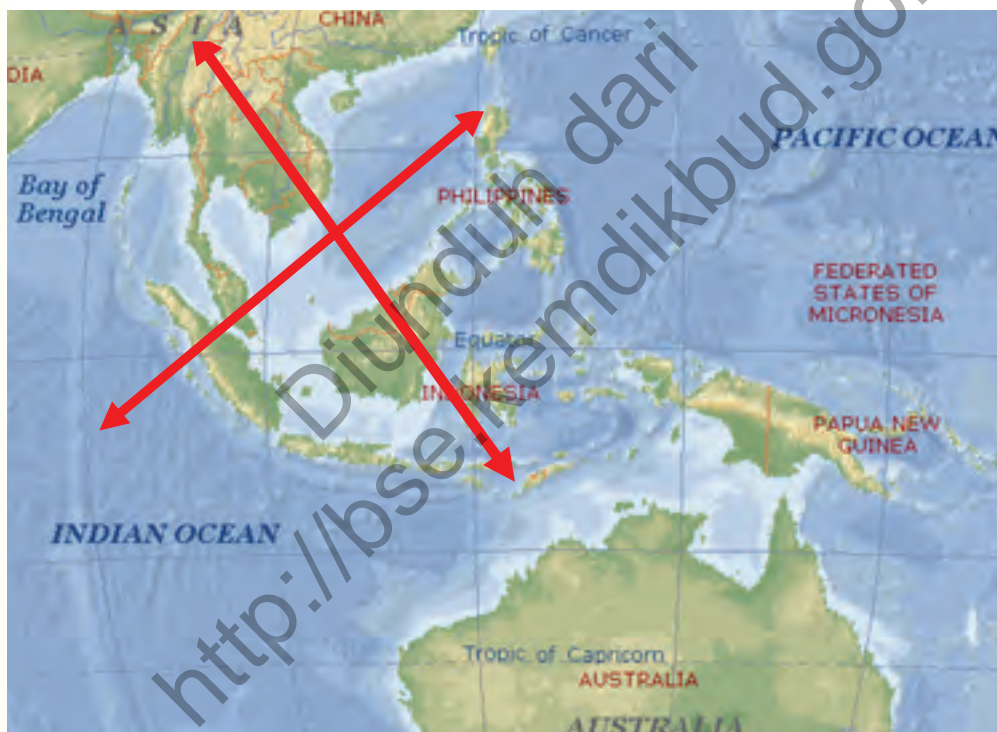 ASIA
CHINA
Tropic of Cancer
DIA
PACIFIC OCEAN
Bay of
Bengal
PHILIPPINES
FEDERATED
STATES OF
MICRONESIA
Equator
INDONESIA
PAPUA NEW
GUINEA
INDIAN OCEAN
Tropic of Capricorn
AUSTRALIA
AUSTRALIA
Diunduh dari
http://bse.kemdikbud.go